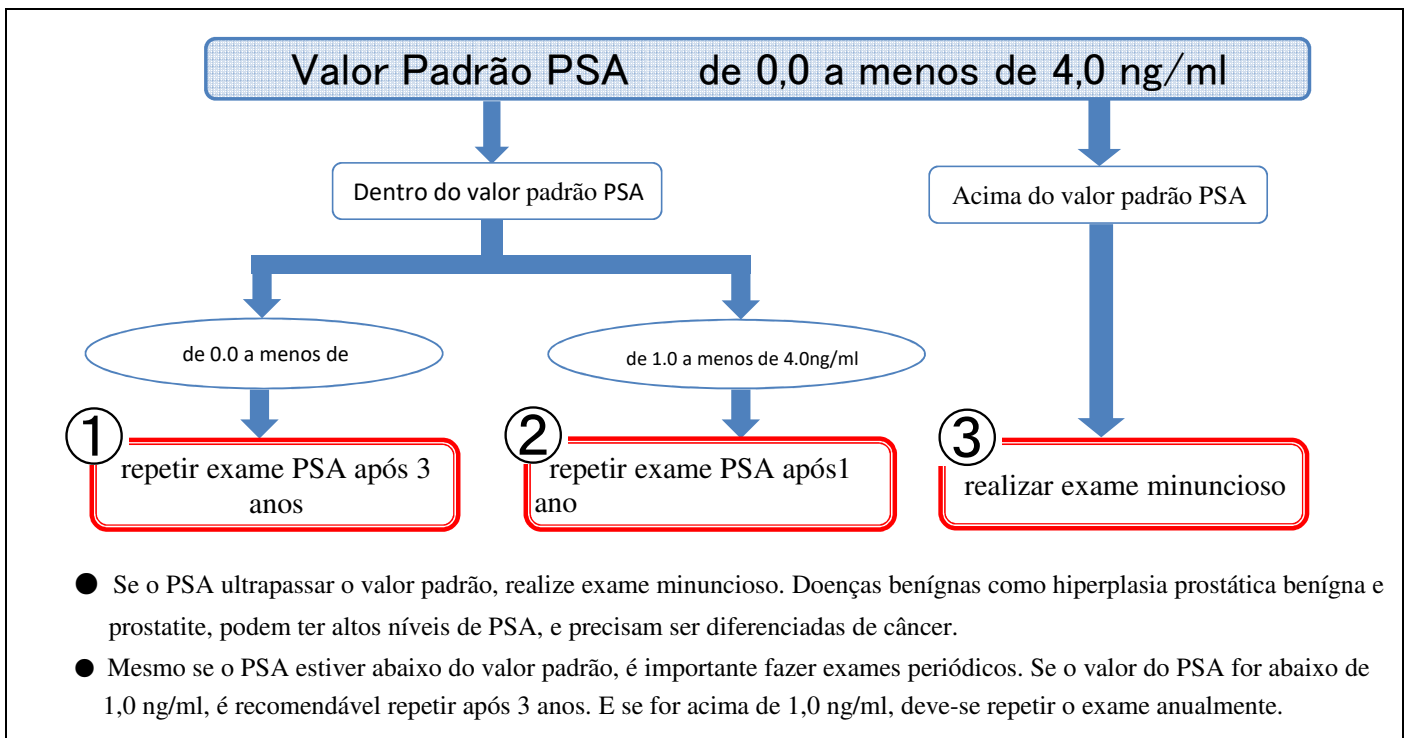 Valor Padrão PSA de 0,0 a menos de 4,0 ng/ml
Dentro do valor padrão PSA
Acima do valor padrão PSA
de 0.0 a menos de
de 1.0 a menos de 4.0ng/ml
①
repetir exame PSA após 3
anos
②
repetir exame PSA após1
ano
③
realizar exame minuncioso
● Se o PSA ultrapassar o valor padrão, realize exame minuncioso. Doenças benígnas como hiperplasia prostática benígna e
prostatite, podem ter altos níveis de PSA, e precisam ser diferenciadas de câncer.
● Mesmo se o PSA estiver abaixo do valor padrão, é importante fazer exames periódicos. Se o valor do PSA for abaixo de
1,0 ng/ml, é recomendável repetir após 3 anos. E se for acima de 1,0 ng/ml, deve-se repetir o exame anualmente.